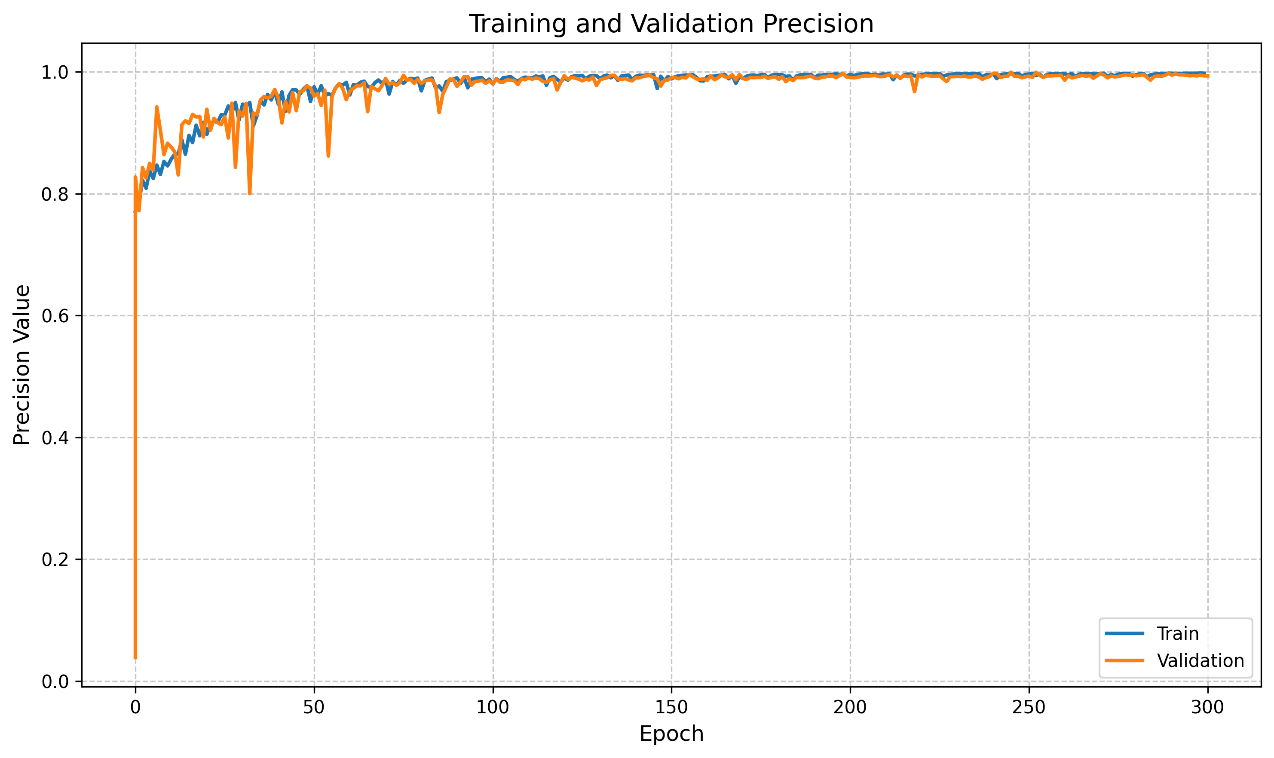 Training and Validation Precision
Precision Value
1.0
0.8
0.6
0.4
0.2
0.0
0 50 100 150 200 250 300
Epoch
Train
Validation